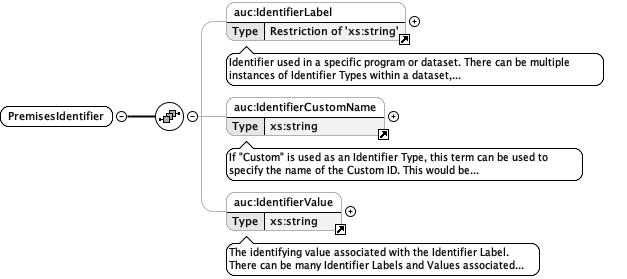 auc:IdentifierLabel
Type Restriction of 'xs:string'
Identifier used in a specific program or dataset. There can be multiple
instances of Identifier Types within a dataset,...
PremisesIdentifier
auc:IdentifierCustomName
Type xs:string
If "Custom" is used as an Identifier Type, this term can be used to
specify the name of the Custom ID. This would be...
auc:IdentifierValue
Type xs:string
The identifying value associated with the Identifier Label.
There can be many Identifier Labels and Values associated...